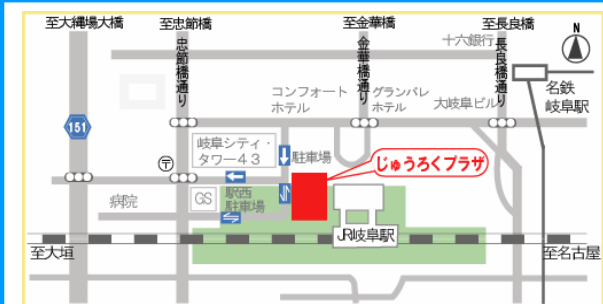 至大縄場大橋
至忠節橋
至金華橋
至長良橋
N
忠節橋通り
金華橋通り
長良橋通り
十六銀行
名鉄
岐阜駅
コンフォート
ホテル
グランパレ
ホテル
大岐阜ビル
151
岐阜シティ・
タワー43
駐車場
じゅうろくプラザ
〒
病院
GS
駅西
駐車場
JR岐阜駅
至大垣
至名古屋